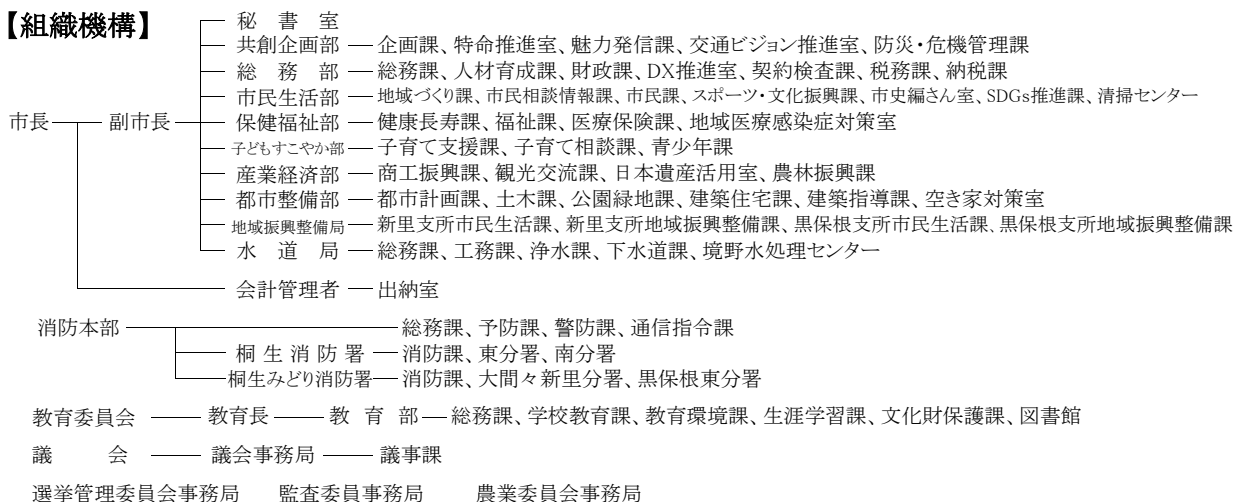 【組織機構】
秘書室
共創企画部 企画課、特命推進室、魅力発信課、交通ビジョン推進室、防災・危機管理課
総務部 総務課、人材育成課、財政課、DX推進室、契約検査課、税務課、納税課
市民生活部 地域づくり課、市民相談情報課、市民課、スポーツ・文化振興課、市史編さん室、SDGs推進課、清掃センター
市長 副市長 保健福祉部 健康長寿課、福祉課、医療保険課、地域医療感染症対策室
子どもすこやか部 子育て支援課、子育て相談課、青少年課
産業経済部 商工振興課、観光交流課、日本遺産活用室、農林振興課
都市整備部 都市計画課、土木課、公園緑地課、建築住宅課、建築指導課、空き家対策室
地域振興整備局 新里支所市民生活課、新里支所地域振興整備課、黒保根支所市民生活課、黒保根支所地域振興整備課
水道局 総務課、工務課、浄水課、下水道課、境野水処理センター
会計管理者 出納室
消防本部 総務課、予防課、警防課、通信指令課
桐生消防署 消防課、東分署、南分署
桐生みどり消防署 消防課、大間々新里分署、黒保根東分署
教育委員会 教育長 教育部 総務課、学校教育課、教育環境課、生涯学習課、文化財保護課、図書館
議会 議会事務局 議事課
選挙管理委員会事務局 監査委員事務局 農業委員会事務局